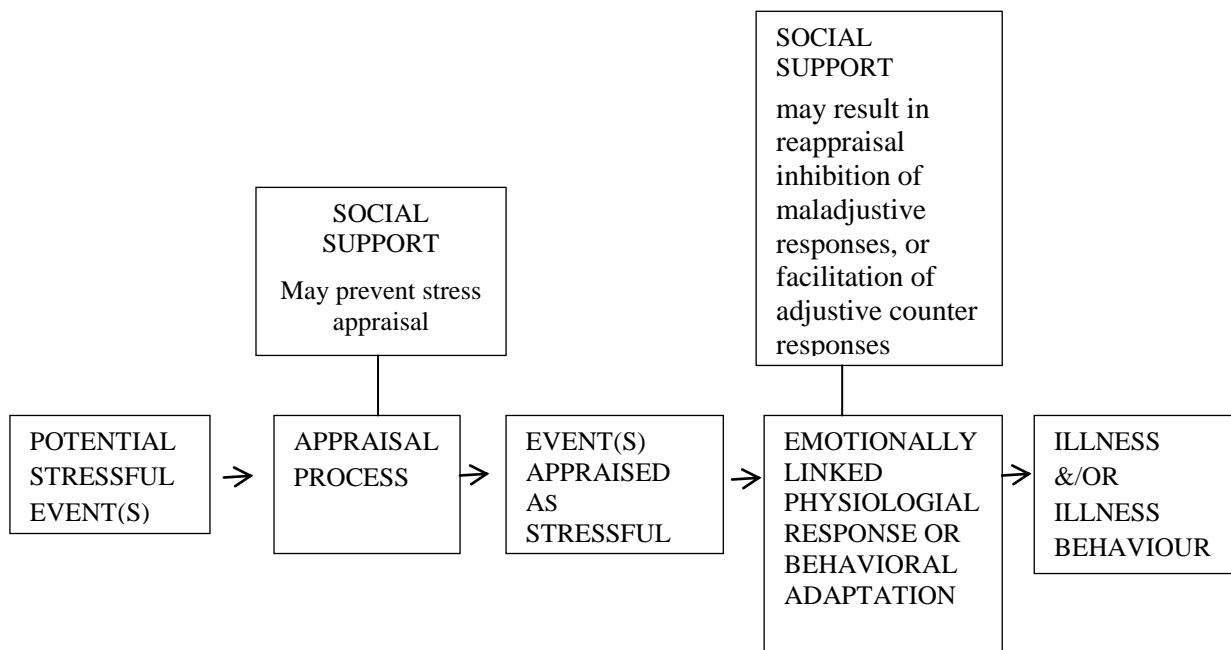 SOCIAL
SUPPORT
may result in
reappraisal
inhibition of
maladjustive
responses, or
facilitation of
adjustive counter
responses
SOCIAL
SUPPORT
May prevent stress
appraisal
POTENTIAL
STRESSFUL
EVENT(S)
APPRAISAL
PROCESS
EVENT(S)
APPRAISED
AS
STRESSFUL
EMOTIONALLY
LINKED
PHYSIOLOGIAL
RESPONSE OR
BEHAVIORAL
ADAPTATION
ILLNESS
&/OR
ILLNESS
BEHAVIOUR